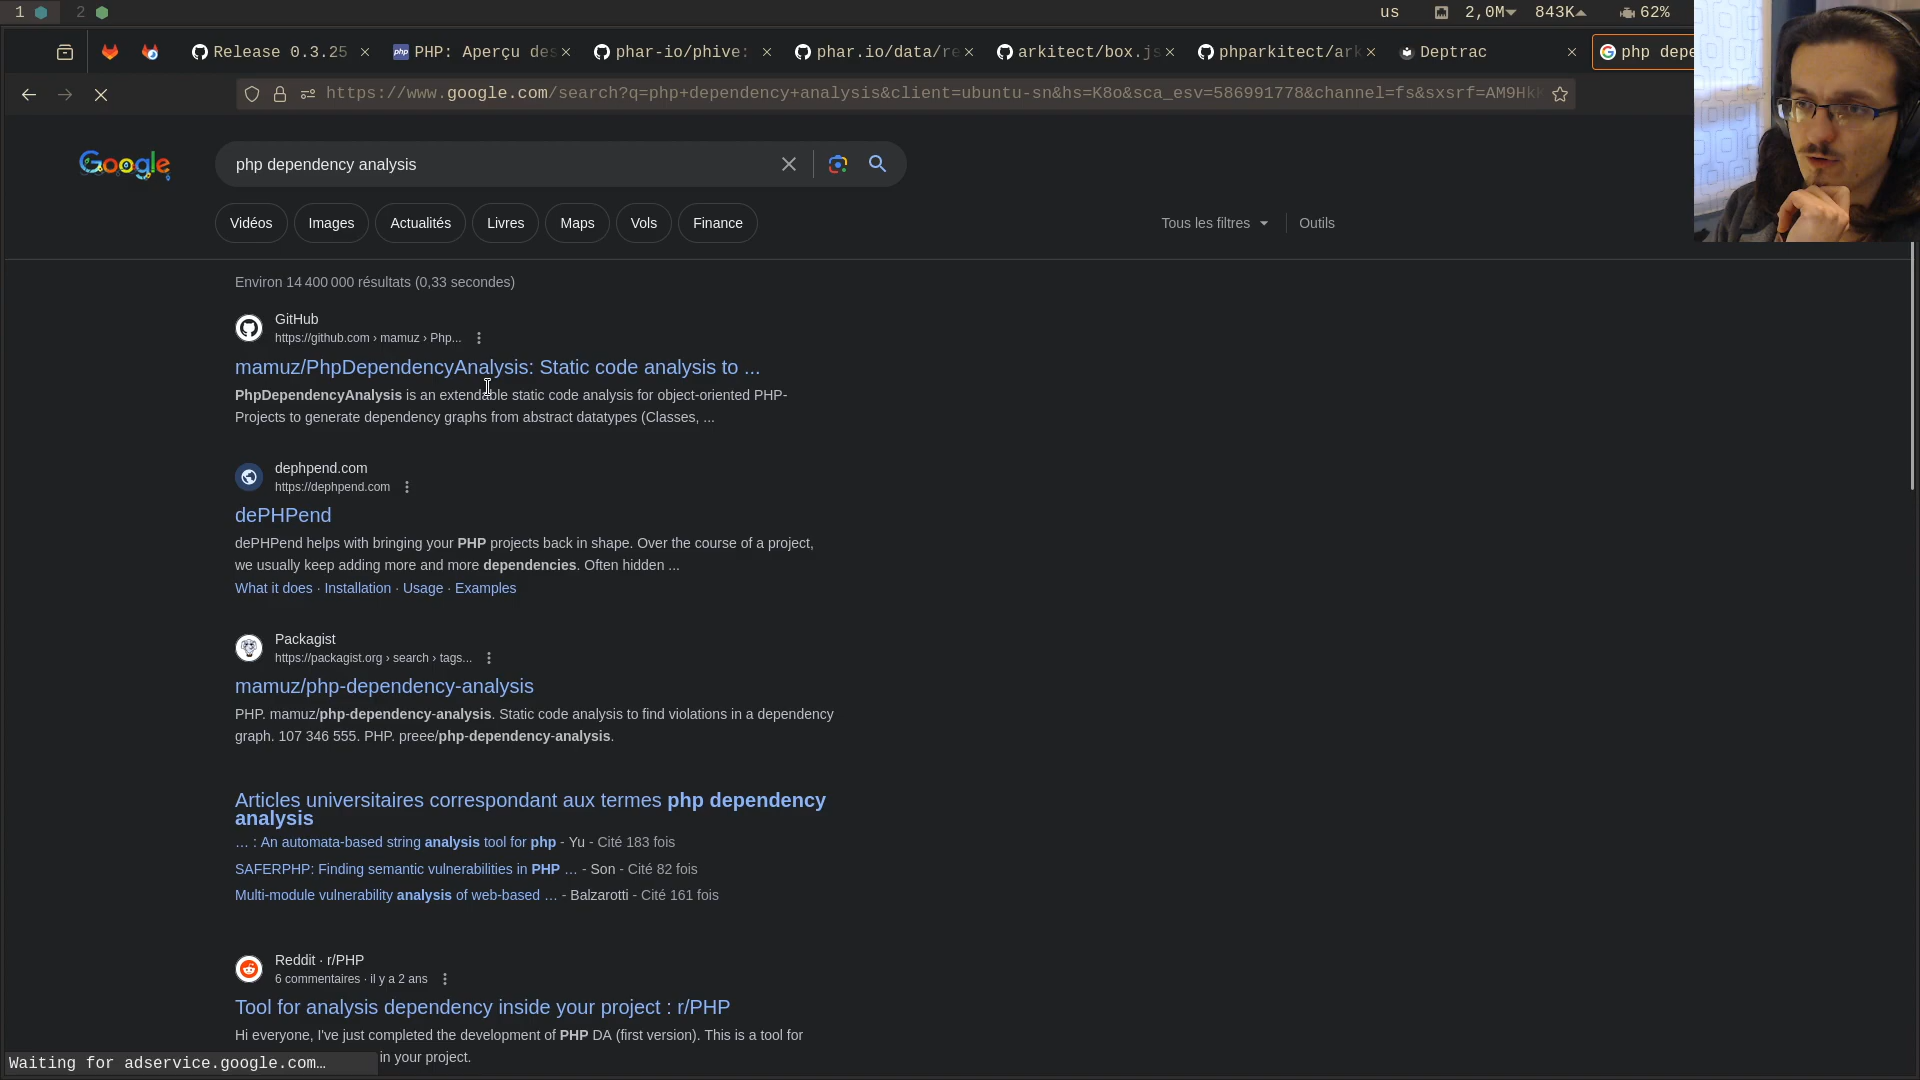 1 2 us 2,0M 843K 62%
Release 0.3.25 PHP: Aperçu des phar-io/phive: phar.io/data/re arkitect/box.js phparkitect/ark Deptrac php depe
https://www.google.com/search?q=php+dependency+analysis&client=ubuntu-sn&hs=K8o&sca_esv=586991778&channel=fs&sxsrf=AM9Hk
Google php dependency analysis
Vidéos Images Actualités Livres Maps Vols Finance Tous les filtres Outils
Environ 14 400 000 résultats (0,33 secondes)
GitHub
https://github.com › mamuz › Php...
mamuz/PhpDependencyAnalysis: Static code analysis to ...
PhpDependencyAnalysis is an extendable static code analysis for object-oriented PHP-
Projects to generate dependency graphs from abstract datatypes (Classes, ...
dephpend.com
https://dephpend.com
dePHPend
dePHPend helps with bringing your PHP projects back in shape. Over the course of a project,
we usually keep adding more and more dependencies. Often hidden ...
What it does · Installation · Usage · Examples
Packagist
https://packagist.org › search › tags...
mamuz/php-dependency-analysis
PHP. mamuz/php-dependency-analysis. Static code analysis to find violations in a dependency
graph. 107 346 555. PHP. preee/php-dependency-analysis.
Articles universitaires correspondant aux termes php dependency
analysis
… : An automata-based string analysis tool for php - Yu - Cité 183 fois
SAFERPHP: Finding semantic vulnerabilities in PHP … - Son - Cité 82 fois
Multi-module vulnerability analysis of web-based … - Balzarotti - Cité 161 fois
Reddit · r/PHP
6 commentaires · il y a 2 ans
Tool for analysis dependency inside your project : r/PHP
Hi everyone, I've just completed the development of PHP DA (first version). This is a tool for
in your project.
Waiting for adservice.google.com…